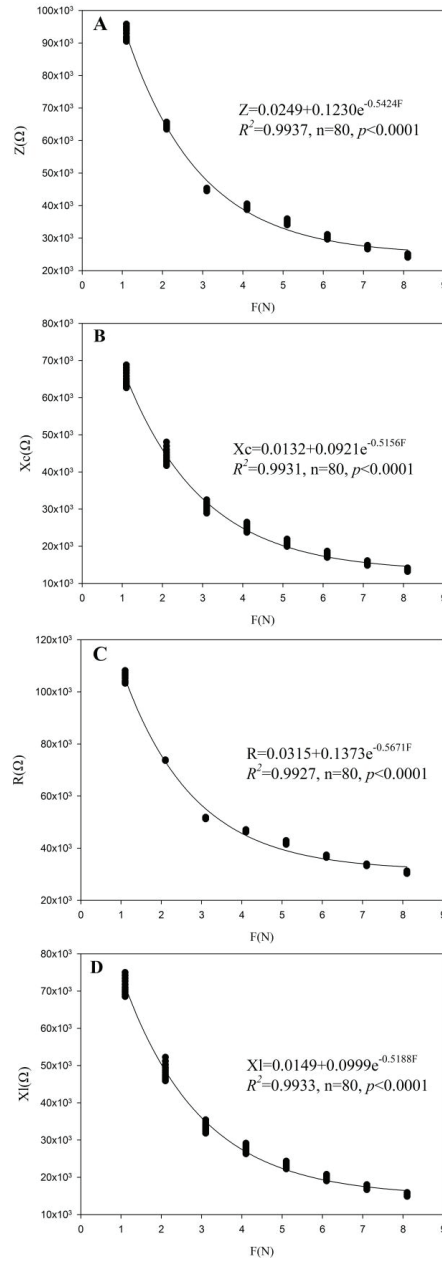 100x10³
A
90x10³
80x10³
70x10³
Z=0.0249+0.1230e⁻⁰·⁵⁴²⁴ᶠ
R²=0.9937, n=80, p<0.0001
Z(Ω)
60x10³
50x10³
40x10³
30x10³
20x10³
0 1 2 3 4 5 6 7 8 9
F(N)
80x10³
B
70x10³
60x10³
50x10³
Xc=0.0132+0.0921e⁻⁰·⁵¹⁵⁶ᶠ
R²=0.9931, n=80, p<0.0001
Xc(Ω)
40x10³
30x10³
20x10³
10x10³
0 1 2 3 4 5 6 7 8 9
F(N)
120x10³
C
100x10³
80x10³
R=0.0315+0.1373e⁻⁰·⁵⁶⁷¹ᶠ
R²=0.9927, n=80, p<0.0001
R(Ω)
60x10³
40x10³
20x10³
0 1 2 3 4 5 6 7 8 9
F(N)
80x10³
D
70x10³
60x10³
50x10³
Xl=0.0149+0.0999e⁻⁰·⁵¹⁸⁸ᶠ
R²=0.9933, n=80, p<0.0001
Xl(Ω)
40x10³
30x10³
20x10³
10x10³
0 1 2 3 4 5 6 7 8 9
F(N)